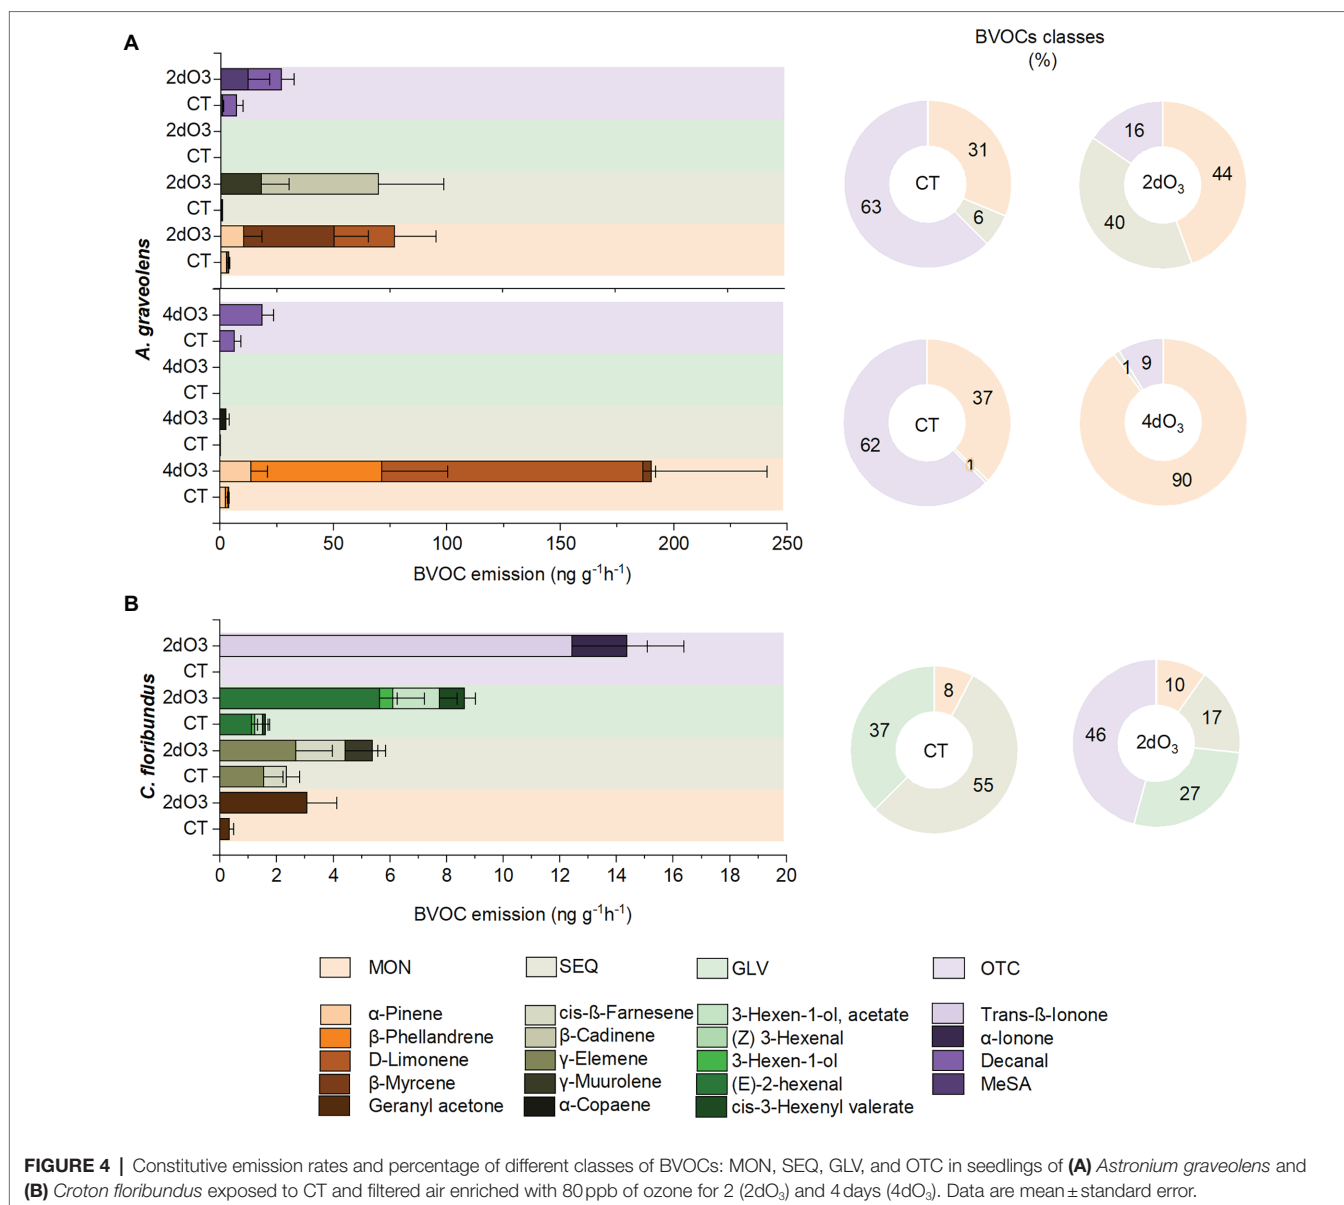 A
BVOCs classes
(%)
A. graveolens
2dO3
CT
2dO3
CT
2dO3
CT
2dO3
CT
4dO3
CT
4dO3
CT
4dO3
CT
4dO3
CT
0 50 100 150 200 250
BVOC emission (ng g⁻¹h⁻¹)
31
6
63
CT
44
40
16
2dO₃
37
1
62
CT
90
1
9
4dO₃
B
C. floribundus
2dO3
CT
2dO3
CT
2dO3
CT
2dO3
CT
0 2 4 6 8 10 12 14 16 18 20
BVOC emission (ng g⁻¹h⁻¹)
8
55
37
CT
10
17
27
46
2dO₃
MON SEQ GLV OTC
α-Pinene cis-ß-Farnesene 3-Hexen-1-ol, acetate Trans-ß-Ionone
β-Phellandrene β-Cadinene (Z) 3-Hexenal α-Ionone
D-Limonene γ-Elemene 3-Hexen-1-ol Decanal
β-Myrcene γ-Muurolene (E)-2-hexenal MeSA
Geranyl acetone α-Copaene cis-3-Hexenyl valerate
FIGURE 4 | Constitutive emission rates and percentage of different classes of BVOCs: MON, SEQ, GLV, and OTC in seedlings of (A) Astronium graveolens and
(B) Croton floribundus exposed to CT and filtered air enriched with 80 ppb of ozone for 2 (2dO₃) and 4 days (4dO₃). Data are mean ± standard error.